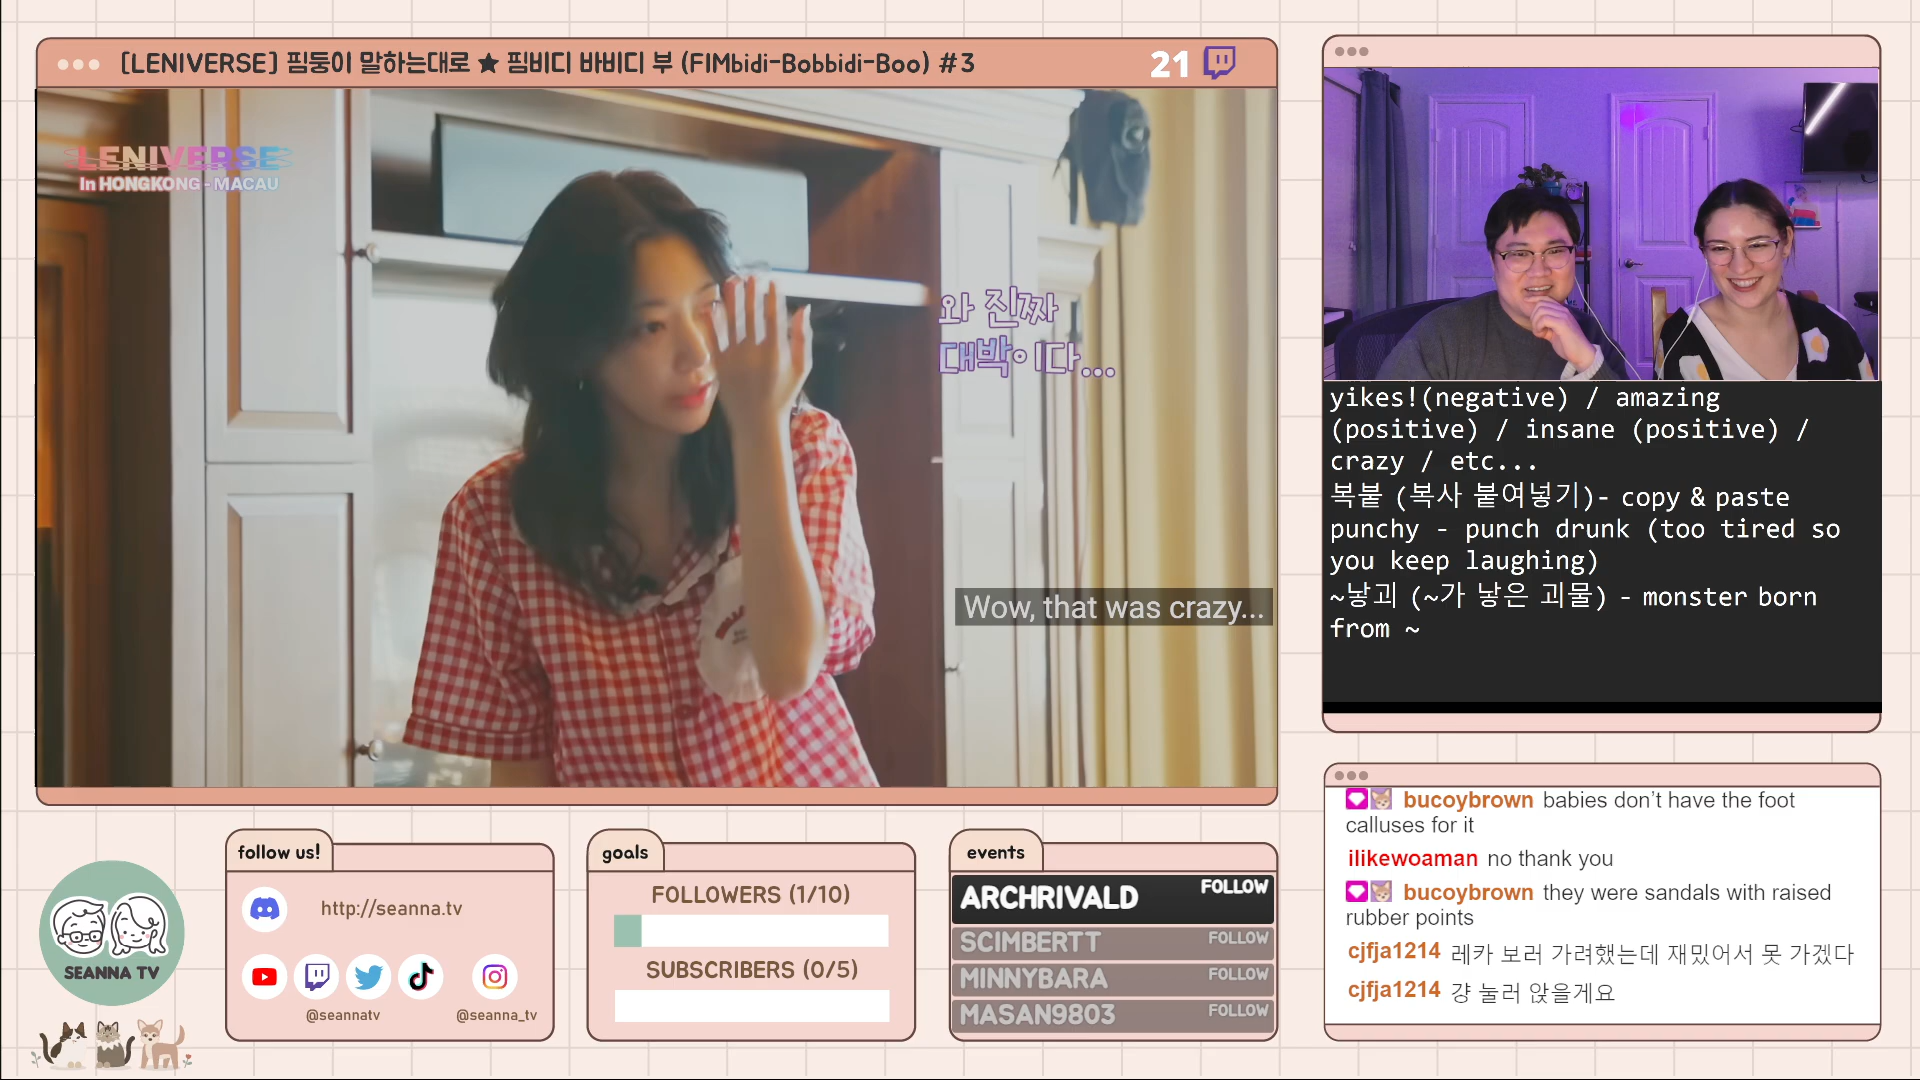 [LENIVERSE] 핌둥이 말하는대로 ★ 핌비디 바비디 부 (FIMbidi-Bobbidi-Boo) #3
21
LENIVERSE
In HONGKONG - MACAU
와 진짜
대박이다...
Wow, that was crazy...
yikes!(negative) / amazing
(positive) / insane (positive) /
crazy / etc...
복붙 (복사 붙여넣기)- copy & paste
punchy - punch drunk (too tired so
you keep laughing)
~낳괴 (~가 낳은 괴물) - monster born
from ~
bucoybrown babies don’t have the foot
calluses for it
ilikewoaman no thank you
bucoybrown they were sandals with raised
rubber points
cjfja1214 레카 보러 가려했는데 재밌어서 못 가겠다
cjfja1214 걍 눌러 앉을게요
SEANNA TV
follow us!
http://seanna.tv
@seannatv
@seanna_tv
goals
FOLLOWERS (1/10)
SUBSCRIBERS (0/5)
events
ARCHRIVALD FOLLOW
SCIMBERTT FOLLOW
MINNYBARA FOLLOW
MASAN9803 FOLLOW